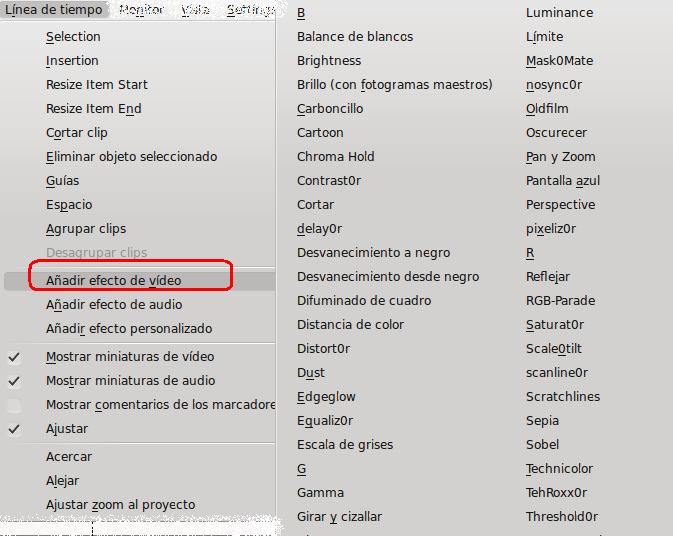 Línea de tiempo Monitor Vista Settings
Selection
Insertion
Resize Item Start
Resize Item End
Cortar clip
Eliminar objeto seleccionado
Guías
Espacio
Agrupar clips
Desagrupar clips
Añadir efecto de vídeo
Añadir efecto de audio
Añadir efecto personalizado
Mostrar miniaturas de vídeo
Mostrar miniaturas de audio
Mostrar comentarios de los marcadore
Ajustar
Acercar
Alejar
Ajustar zoom al proyecto
B
Balance de blancos
Brightness
Brillo (con fotogramas maestros)
Carboncillo
Cartoon
Chroma Hold
Contrast0r
Cortar
delay0r
Desvanecimiento a negro
Desvanecimiento desde negro
Difuminado de cuadro
Distancia de color
Distort0r
Dust
Edgeglow
Equaliz0r
Escala de grises
G
Gamma
Girar y cizallar
Luminance
Límite
Mask0Mate
nosync0r
Oldfilm
Oscurecer
Pan y Zoom
Pantalla azul
Perspective
pixeliz0r
R
Reflejar
RGB-Parade
Saturat0r
Scale0tilt
scanline0r
Scratchlines
Sepia
Sobel
Technicolor
TehRoxx0r
Threshold0r